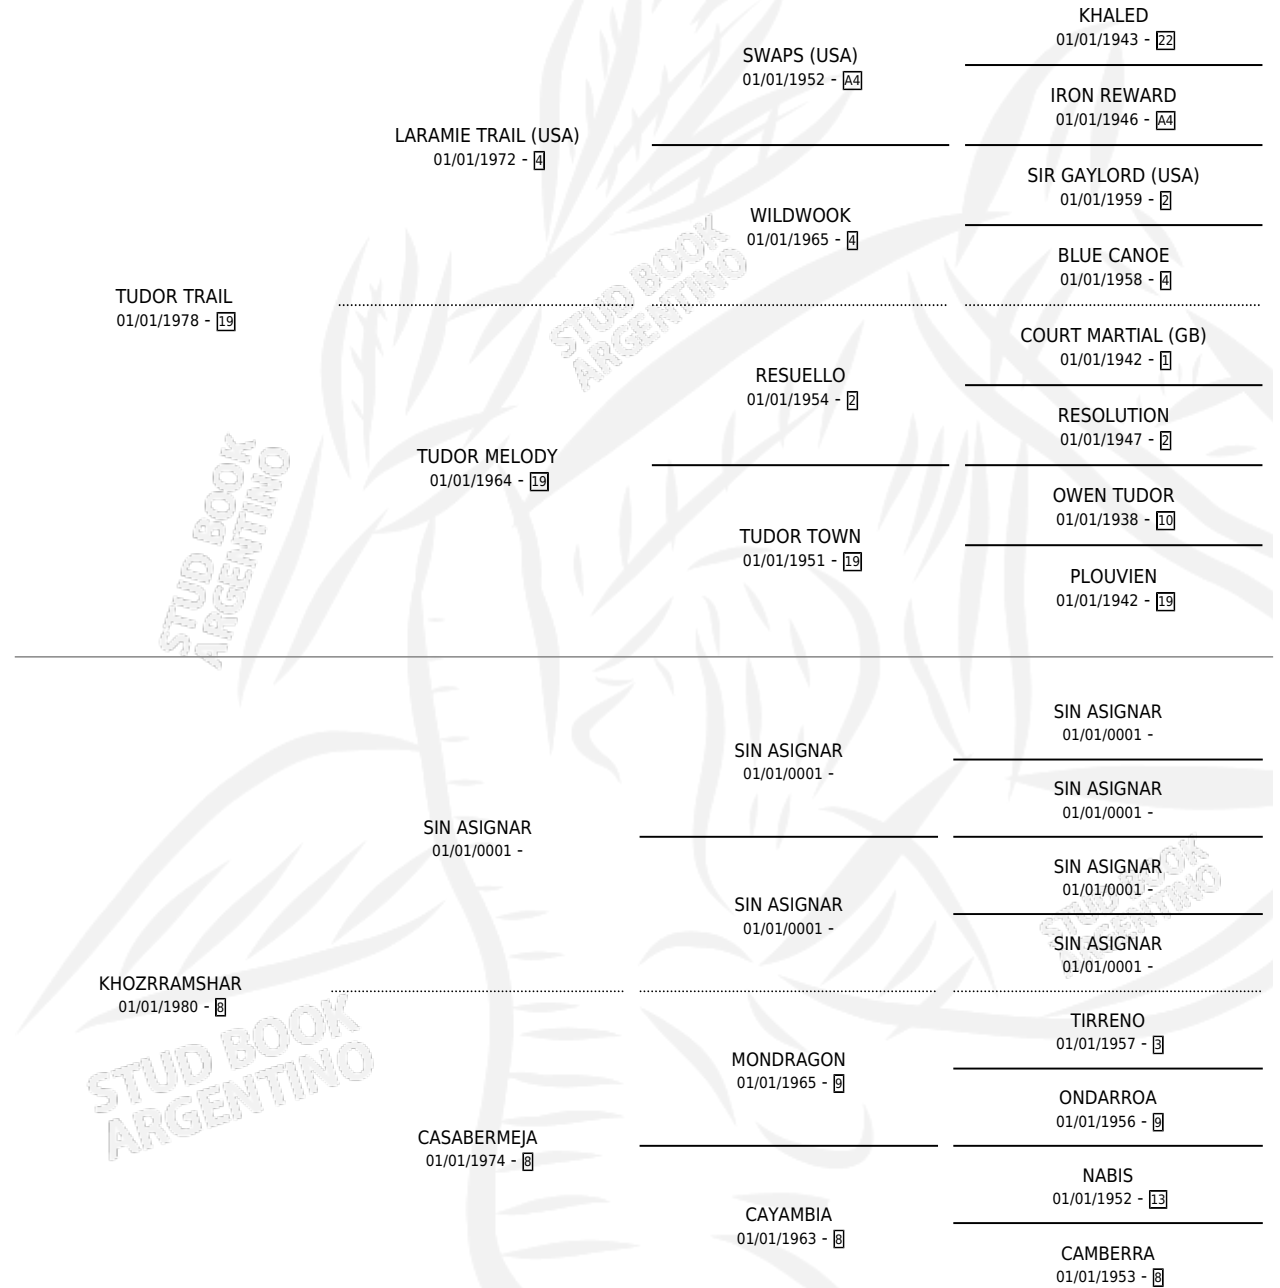 KHALED
01/01/1943 - 22
SWAPS (USA)
01/01/1952 - A4
IRON REWARD
01/01/1946 - A4
LARAMIE TRAIL (USA)
01/01/1972 - 4
SIR GAYLORD (USA)
01/01/1959 - 2
WILDWOOK
01/01/1965 - 4
BLUE CANOE
01/01/1958 - 4
TUDOR TRAIL
01/01/1978 - 19
COURT MARTIAL (GB)
01/01/1942 - 1
RESUELLO
01/01/1954 - 2
RESOLUTION
01/01/1947 - 2
TUDOR MELODY
01/01/1964 - 19
OWEN TUDOR
01/01/1938 - 10
TUDOR TOWN
01/01/1951 - 19
PLOUVIEN
01/01/1942 - 19
SIN ASIGNAR
01/01/0001 -
SIN ASIGNAR
01/01/0001 -
SIN ASIGNAR
01/01/0001 -
SIN ASIGNAR
01/01/0001 -
SIN ASIGNAR
01/01/0001 -
SIN ASIGNAR
01/01/0001 -
SIN ASIGNAR
01/01/0001 -
KHOZRRAMSHAR
01/01/1980 - 8
TIRRENO
01/01/1957 - 3
MONDRAGON
01/01/1965 - 9
ONDARROA
01/01/1956 - 9
CASABERMEJA
01/01/1974 - 8
NABIS
01/01/1952 - 13
CAYAMBIA
01/01/1963 - 8
CAMBERRA
01/01/1953 - 8
STUD BOOK
ARGENTINO
STUD BOOK
ARGENTINO
STUD BOOK
ARGENTINO
STUD BOOK
ARGENTINO